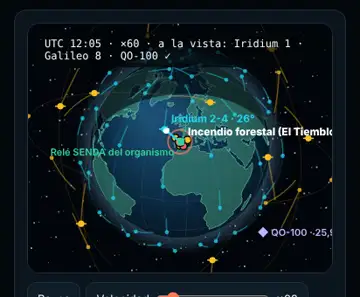 UTC 12:05 · ×60 · a la vista: Iridium 1 ·
Galileo 8 · QO-100 ✓
Iridium 2-4 · 26°
Incendio forestal (El Tiemblo
Relé SENDA del organismo
QO-100 · 25,9